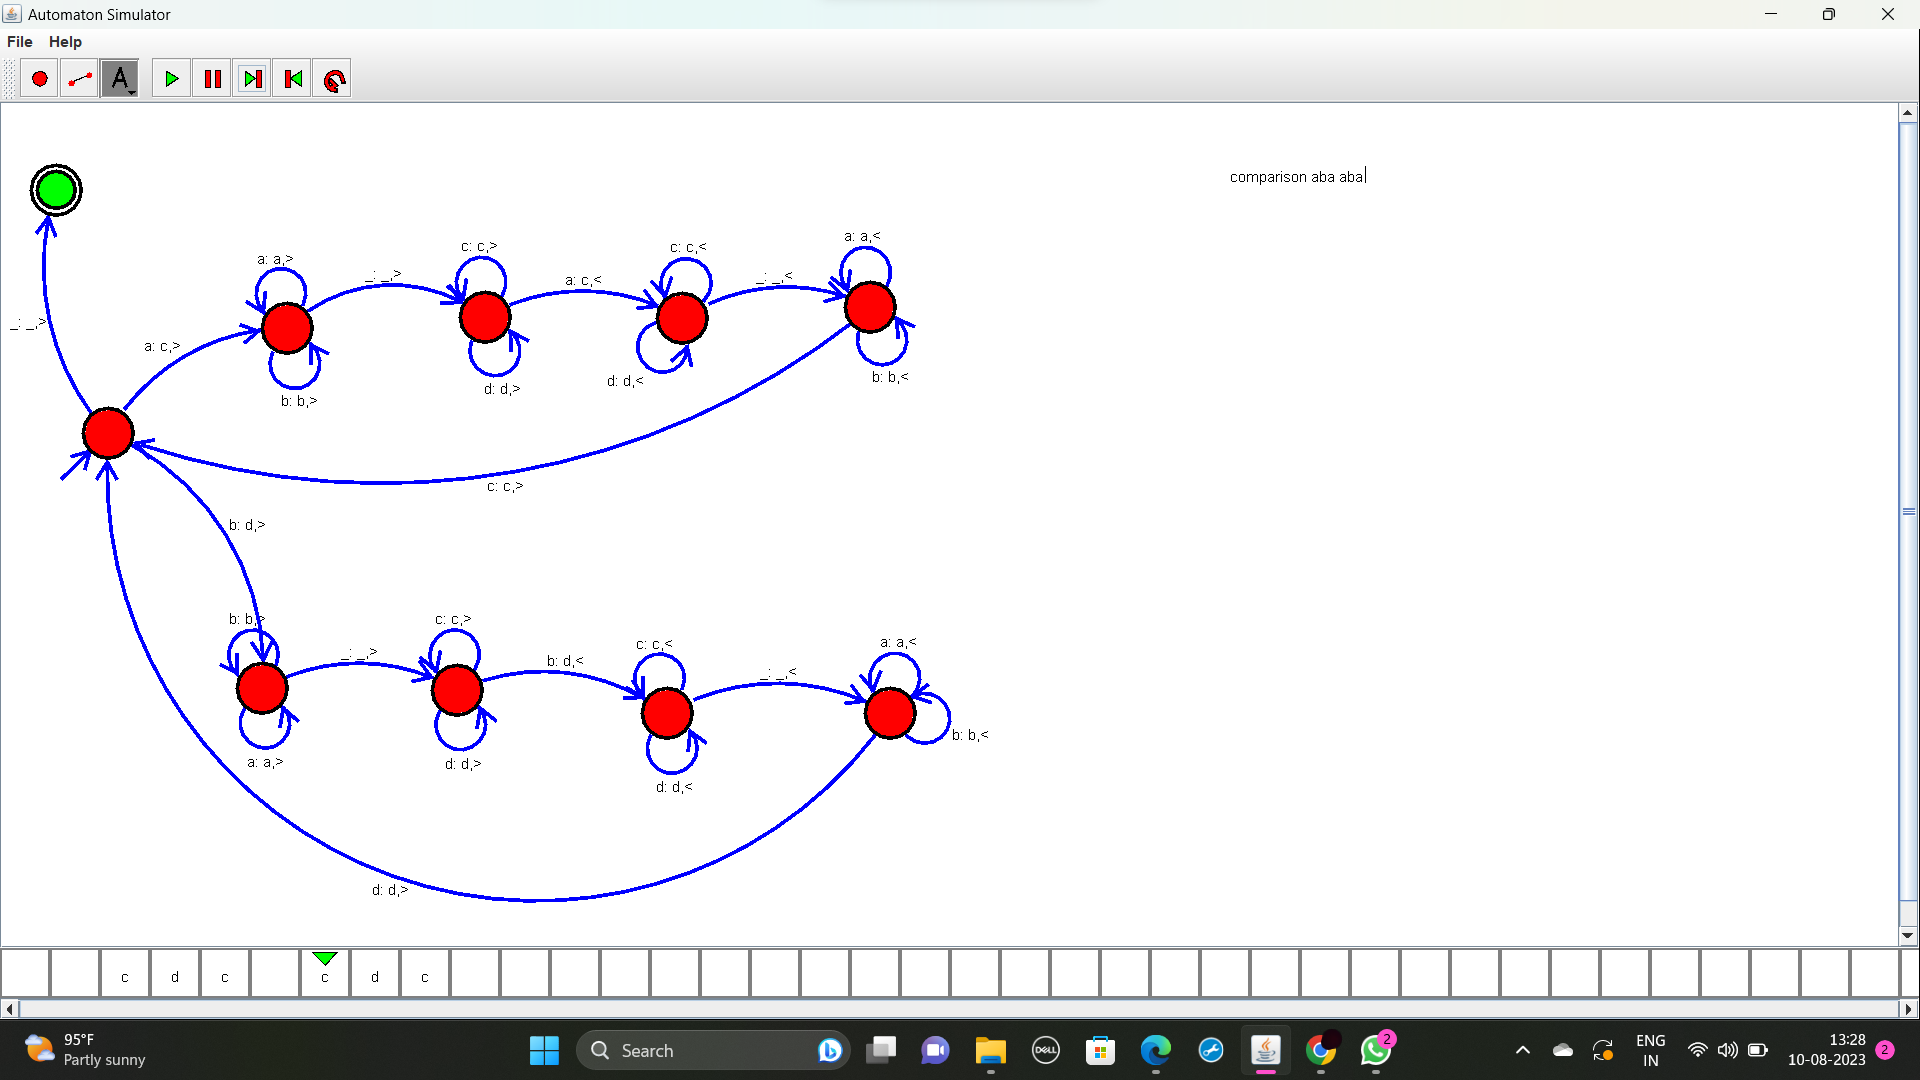 Automaton Simulator
File Help
A
comparison aba aba
a: a,<
c: c,>
c: c,<
a: a,>
_: _,>
a: c,<
_: _,<
_: _,>
a: c,>
b: b,<
d: d,<
d: d,>
b: b,>
c: c,>
b: d,>
b: b,>
c: c,>
a: a,<
c: c,<
_: _,>
b: d,<
_: _,<
b: b,<
a: a,>
d: d,>
d: d,<
d: d,>
c d c c d c
95°F
Partly sunny
Search
DELL
2
ENG
IN
13:28
10-08-2023
2